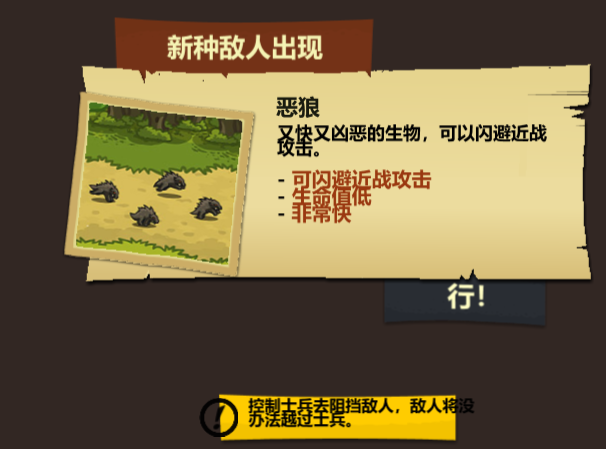 新种敌人出现
恶狼
又快又凶恶的生物，可以闪避近战
攻击。
- 可闪避近战攻击
- 生命值低
- 非常快
行！
控制士兵去阻挡敌人，敌人将没
办法越过士兵。